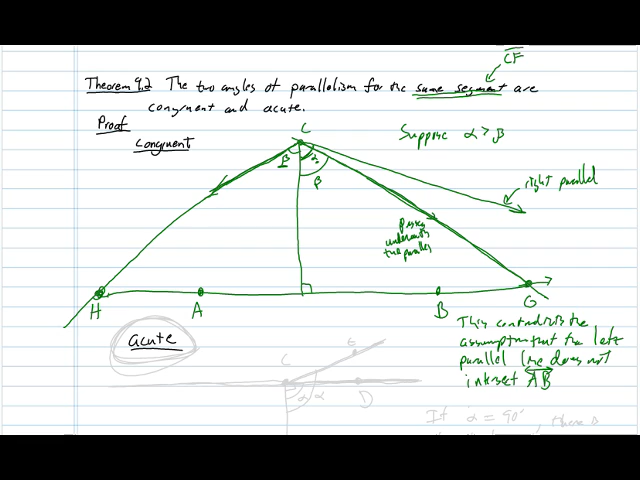 CF
Theorem 9.2 The two angles of parallelism for the same segment are
congruent and acute.
Proof
Congruent
C
Suppose α > β
β α
β
right parallel
passes
underneath
the parallel
H A B G
This contradicts the
assumption that the left
parallel line does not
intersect AB
acute
C E
α α D
If α = 90°, there is